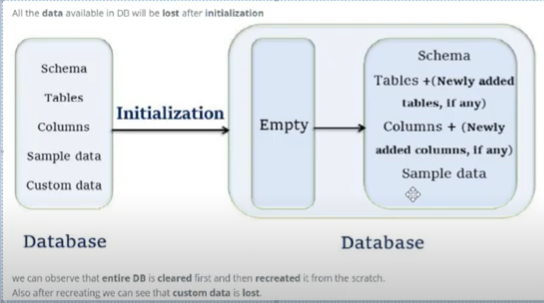 All the data available in DB will be lost after initialization
Schema
Tables
Columns
Sample data
Custom data
Initialization
Empty
Schema
Tables +(Newly added
tables, if any)
Columns + (Newly
added columns, if any)
Sample data
Database
Database
we can observe that entire DB is cleared first and then recreated it from the scratch.
Also after recreating we can see that custom data is lost.